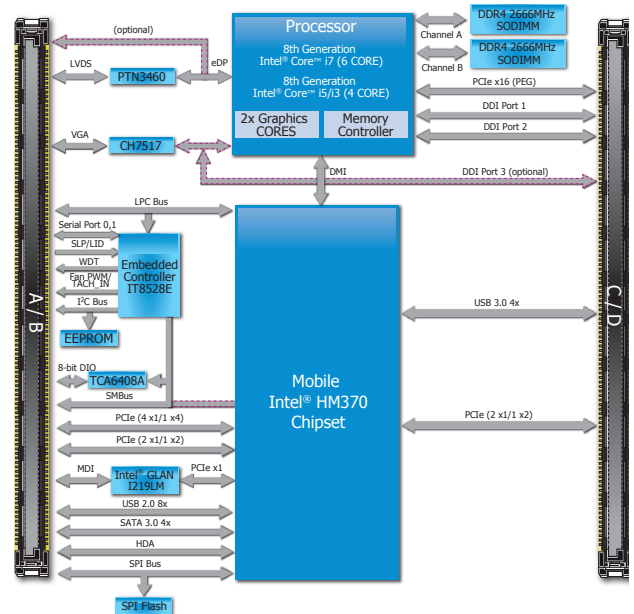 (optional)
LVDS
PTN3460
eDP
Processor
8th Generation
Intel® Core™ i7 (6 CORE)
8th Generation
Intel® Core™ i5/i3 (4 CORE)
2x Graphics
CORES
Memory
Controller
Channel A
DDR4 2666MHz
SODIMM
DDR4 2666MHz
SODIMM
Channel B
PCIe x16 (PEG)
DDI Port 1
DDI Port 2
VGA
CH7517
DMI
DDI Port 3 (optional)
LPC Bus
Serial Port 0,1
SLP/LID
WDT
Fan PWM/
TACH_IN
I²C Bus
Embedded
Controller
IT8528E
EEPROM
8-bit DIO
TCA6408A
SMBus
PCIe (4 x1/1 x4)
PCIe (2 x1/1 x2)
MDI
Intel® GLAN
I219LM
PCIe x1
USB 2.0 8x
SATA 3.0 4x
HDA
SPI Bus
SPI Flash
Mobile
Intel® HM370
Chipset
USB 3.0 4x
PCIe (2 x1/1 x2)
A / B
C / D